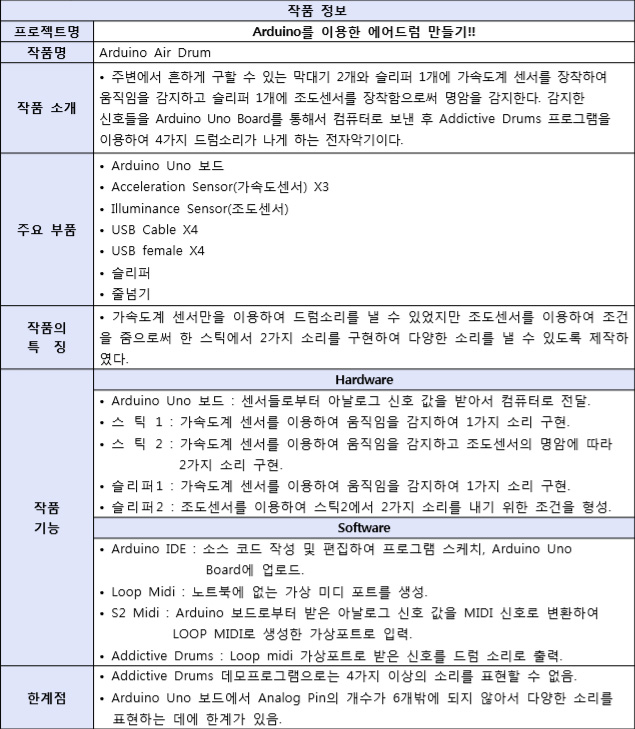 작품 정보
프로젝트명
Arduino를 이용한 에어드럼 만들기!!
작품명
Arduino Air Drum
작품 소개
• 주변에서 흔하게 구할 수 있는 막대기 2개와 슬리퍼 1개에 가속도계 센서를 장착하여
움직임을 감지하고 슬리퍼 1개에 조도센서를 장착함으로써 명암을 감지한다. 감지한
신호들을 Arduino Uno Board를 통해서 컴퓨터로 보낸 후 Addictive Drums 프로그램을
이용하여 4가지 드럼소리가 나게 하는 전자악기이다.
주요 부품
• Arduino Uno 보드
• Acceleration Sensor(가속도센서) X3
• Illuminance Sensor(조도센서)
• USB Cable X4
• USB female X4
• 슬리퍼
• 줄넘기
작품의
특 징
• 가속도계 센서만을 이용하여 드럼소리를 낼 수 있었지만 조도센서를 이용하여 조건
을 줌으로써 한 스틱에서 2가지 소리를 구현하여 다양한 소리를 낼 수 있도록 제작하
였다.
작품
기능
Hardware
• Arduino Uno 보드 : 센서들로부터 아날로그 신호 값을 받아서 컴퓨터로 전달.
• 스 틱 1 : 가속도계 센서를 이용하여 움직임을 감지하여 1가지 소리 구현.
• 스 틱 2 : 가속도계 센서를 이용하여 움직임을 감지하고 조도센서의 명암에 따라
2가지 소리 구현.
• 슬리퍼1 : 가속도계 센서를 이용하여 움직임을 감지하여 1가지 소리 구현.
• 슬리퍼2 : 조도센서를 이용하여 스틱2에서 2가지 소리를 내기 위한 조건을 형성.
Software
• Arduino IDE : 소스 코드 작성 및 편집하여 프로그램 스케치, Arduino Uno
Board에 업로드.
• Loop Midi : 노트북에 없는 가상 미디 포트를 생성.
• S2 Midi : Arduino 보드로부터 받은 아날로그 신호 값을 MIDI 신호로 변환하여
LOOP MIDI로 생성한 가상포트로 입력.
• Addictive Drums : Loop midi 가상포트로 받은 신호를 드럼 소리로 출력.
한계점
• Addictive Drums 데모프로그램으로는 4가지 이상의 소리를 표현할 수 없음.
• Arduino Uno 보드에서 Analog Pin의 개수가 6개밖에 되지 않아서 다양한 소리를
표현하는 데에 한계가 있음.